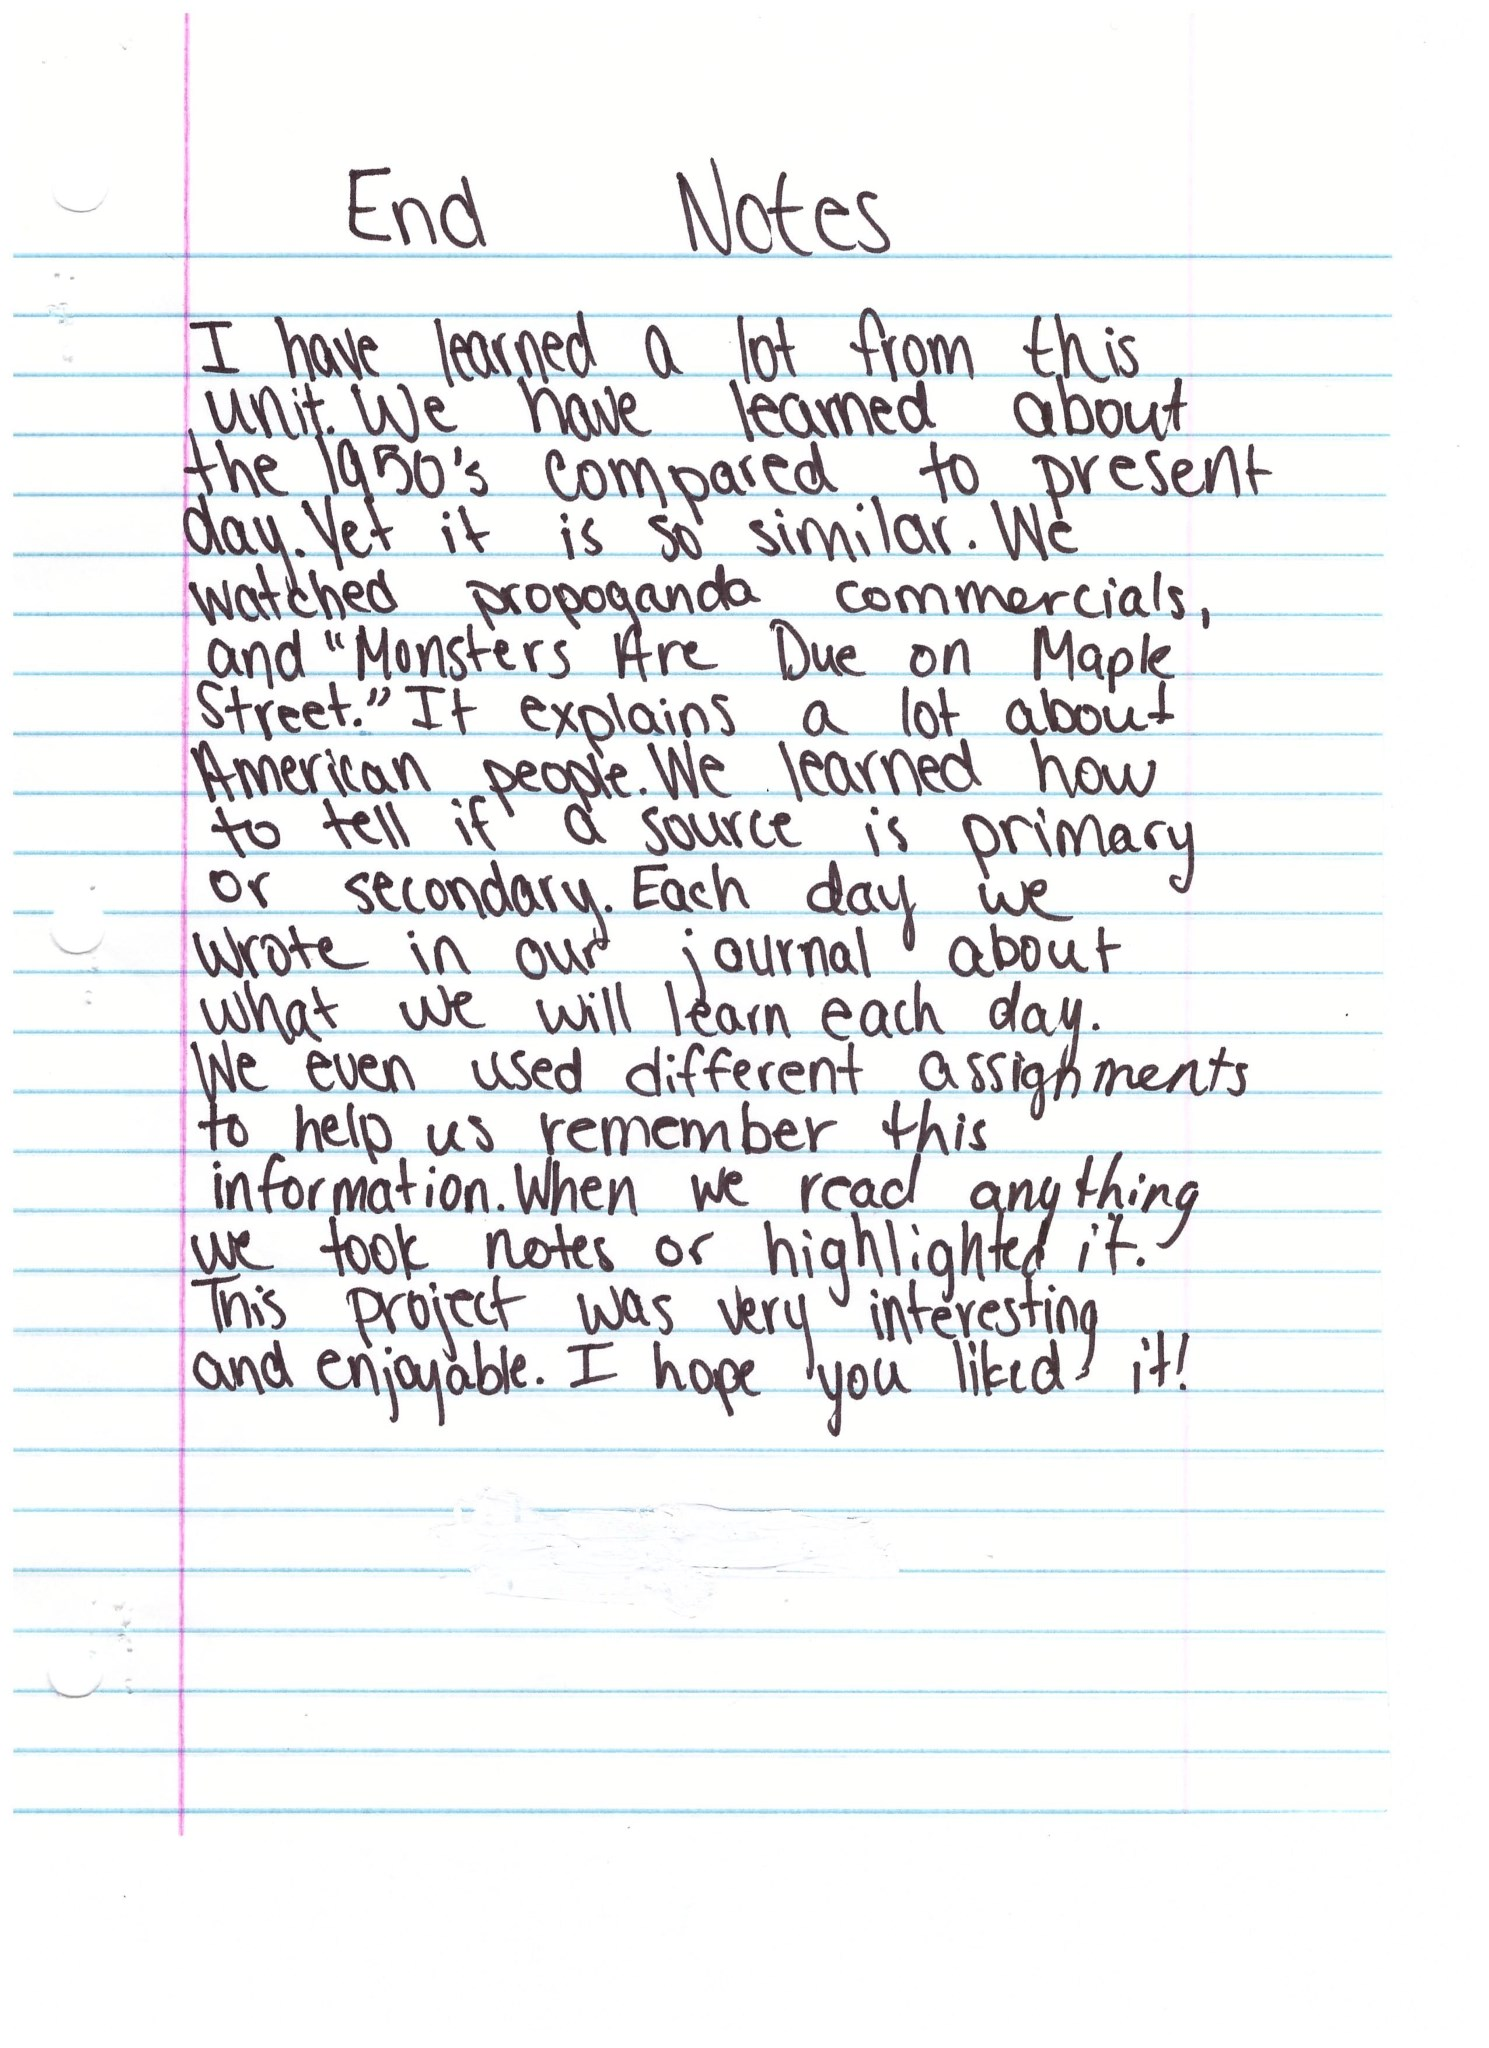 End Notes
I have learned a lot from this
unit. We have learned about
the 1950's compared to present
day. Yet it is so similar. We
watched propoganda commercials,
and "Monsters Are Due on Maple
Street." It explains a lot about
American people. We learned how
to tell if a source is primary
or secondary. Each day we
wrote in our journal about
what we will learn each day.
We even used different assighments
to help us remember this
information. When we read anything
we took notes or highlighted it.
This project was very interesting
and enjoyable. I hope you liked it!